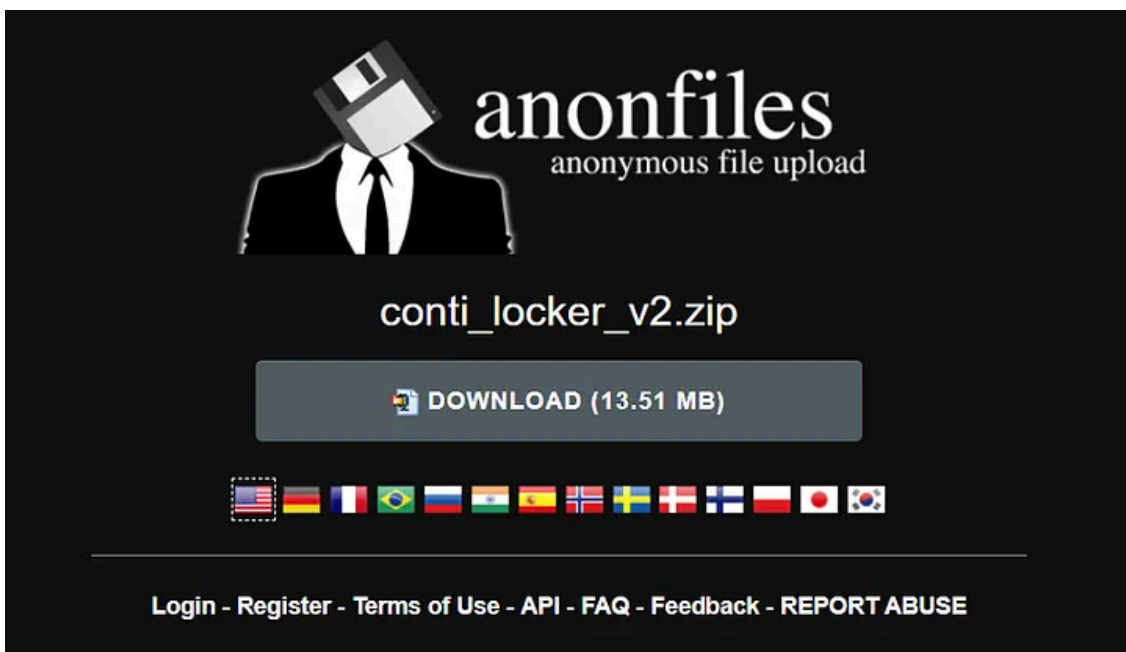 anonfiles
anonymous file upload
conti_locker_v2.zip
DOWNLOAD (13.51 MB)
Login - Register - Terms of Use - API - FAQ - Feedback - REPORT ABUSE